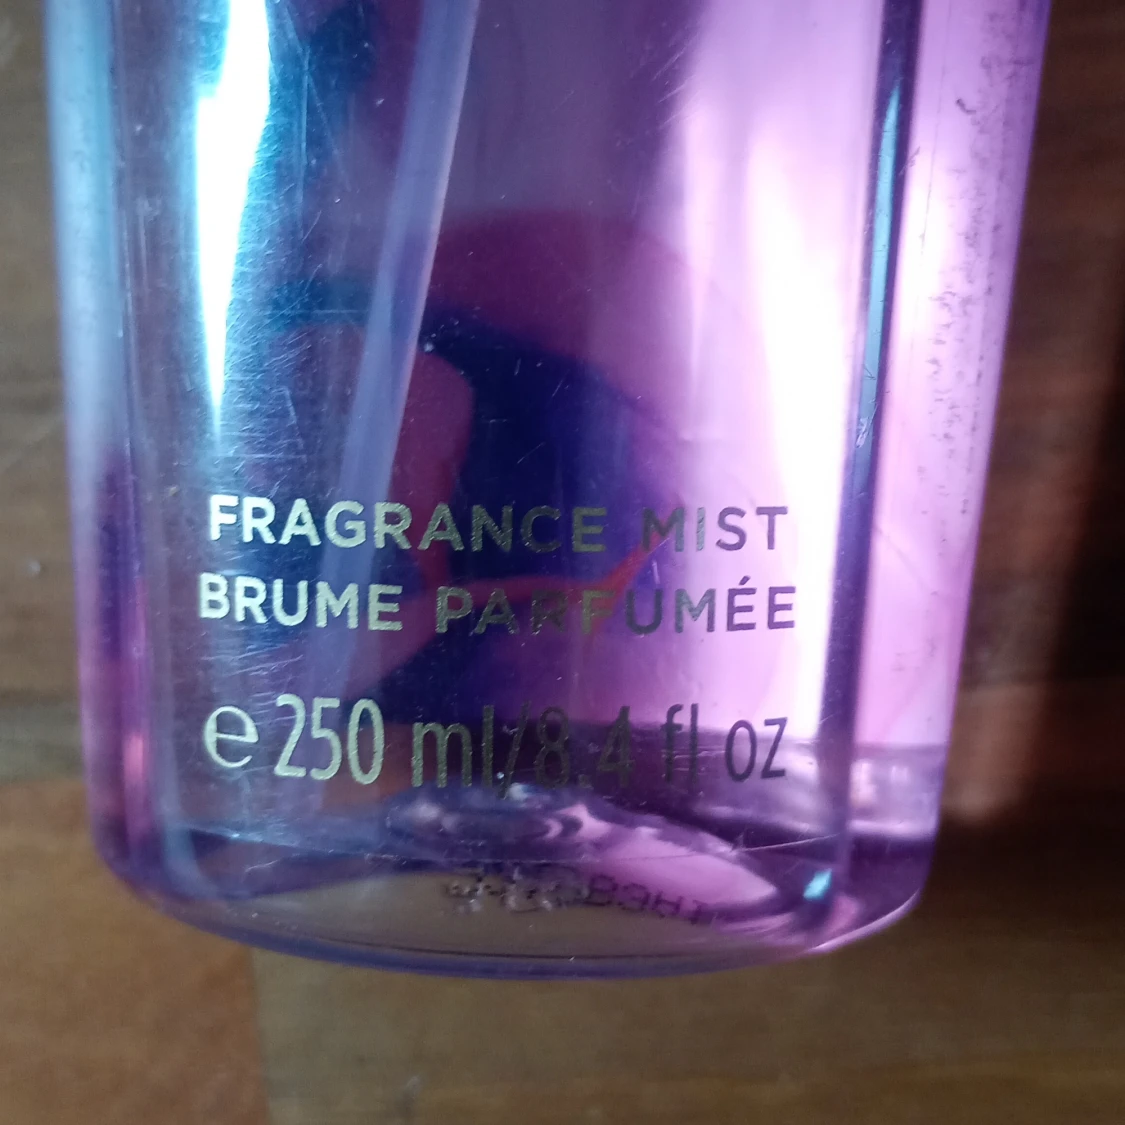 FRAGRANCE MIST
BRUME PARFUMÉE
℮ 250 ml/8.4 fl oz